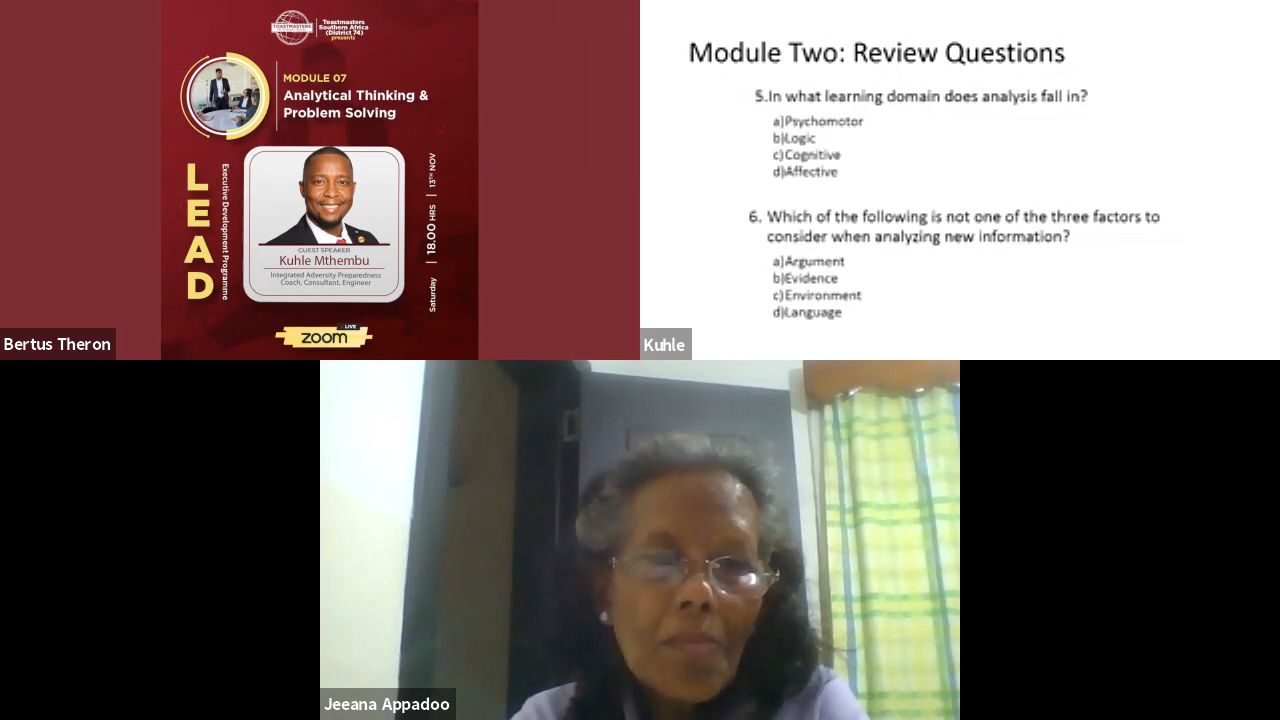 TOASTMASTERS
Toastmasters
Southern Africa
(District 74)
presents
MODULE 07
Analytical Thinking &
Problem Solving
LEAD
Executive Development Programme
GUEST SPEAKER
Kuhle Mthembu
Integrated Adversity Preparedness
Coach, Consultant, Engineer
Saturday | 18.00 HRS | 13TH NOV
LIVE
zoom
Bertus Theron
Module Two: Review Questions
5.In what learning domain does analysis fall in?
a)Psychomotor
b)Logic
c)Cognitive
d)Affective
6. Which of the following is not one of the three factors to
consider when analyzing new information?
a)Argument
b)Evidence
c)Environment
d)Language
Kuhle
Jeeana Appadoo